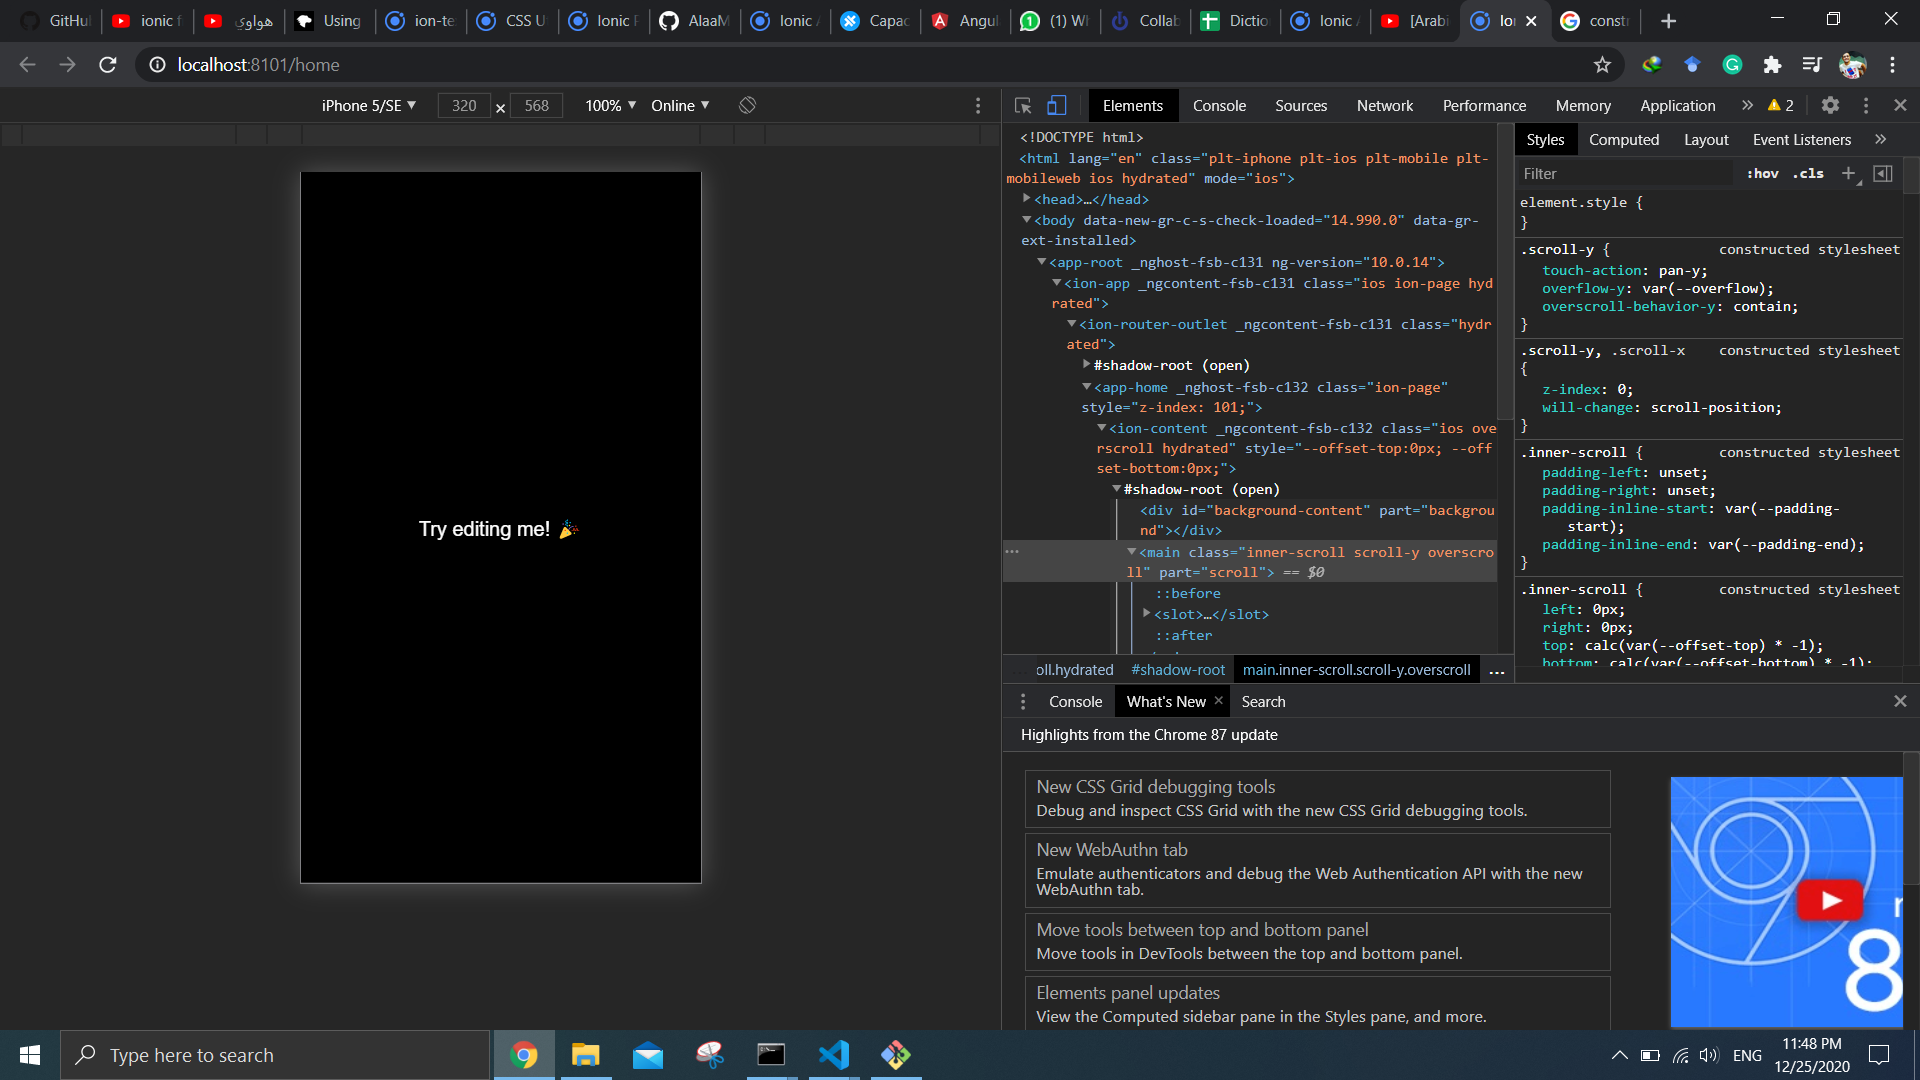 GitHul
ionic f
هواوي
Using
ion-te
CSS U
Ionic F
AlaaM
Ionic
Capac
Angul
(1) Wh
Collab
Dictio
Ionic
[Arabi
Io
constr
localhost:8101/home
iPhone 5/SE 320 × 568 100% Online
Elements Console Sources Network Performance Memory Application 2
<!DOCTYPE html>
<html lang="en" class="plt-iphone plt-ios plt-mobile plt-
mobileweb ios hydrated" mode="ios">
<head>…</head>
<body data-new-gr-c-s-check-loaded="14.990.0" data-gr-
ext-installed>
<app-root _nghost-fsb-c131 ng-version="10.0.14">
<ion-app _ngcontent-fsb-c131 class="ios ion-page hyd
rated">
<ion-router-outlet _ngcontent-fsb-c131 class="hydr
ated">
#shadow-root (open)
<app-home _nghost-fsb-c132 class="ion-page"
style="z-index: 101;">
<ion-content _ngcontent-fsb-c132 class="ios ove
rscroll hydrated" style="--offset-top:0px; --off
set-bottom:0px;">
#shadow-root (open)
<div id="background-content" part="backgrou
nd"></div>
<main class="inner-scroll scroll-y overscro
ll" part="scroll"> == $0
::before
<slot>…</slot>
::after
oll.hydrated #shadow-root main.inner-scroll.scroll-y.overscroll ...
Styles Computed Layout Event Listeners
Filter :hov .cls
element.style {
}
.scroll-y { constructed stylesheet
touch-action: pan-y;
overflow-y: var(--overflow);
overscroll-behavior-y: contain;
}
.scroll-y, .scroll-x constructed stylesheet
{
z-index: 0;
will-change: scroll-position;
}
.inner-scroll { constructed stylesheet
padding-left: unset;
padding-right: unset;
padding-inline-start: var(--padding-
start);
padding-inline-end: var(--padding-end);
}
.inner-scroll { constructed stylesheet
left: 0px;
right: 0px;
top: calc(var(--offset-top) * -1);
bottom: calc(var(--offset-bottom) * -1);
Try editing me! 🎉
Console What's New Search
Highlights from the Chrome 87 update
New CSS Grid debugging tools
Debug and inspect CSS Grid with the new CSS Grid debugging tools.
New WebAuthn tab
Emulate authenticators and debug the Web Authentication API with the new
WebAuthn tab.
Move tools between top and bottom panel
Move tools in DevTools between the top and bottom panel.
Elements panel updates
View the Computed sidebar pane in the Styles pane, and more.
8
Type here to search
ENG
11:48 PM
12/25/2020